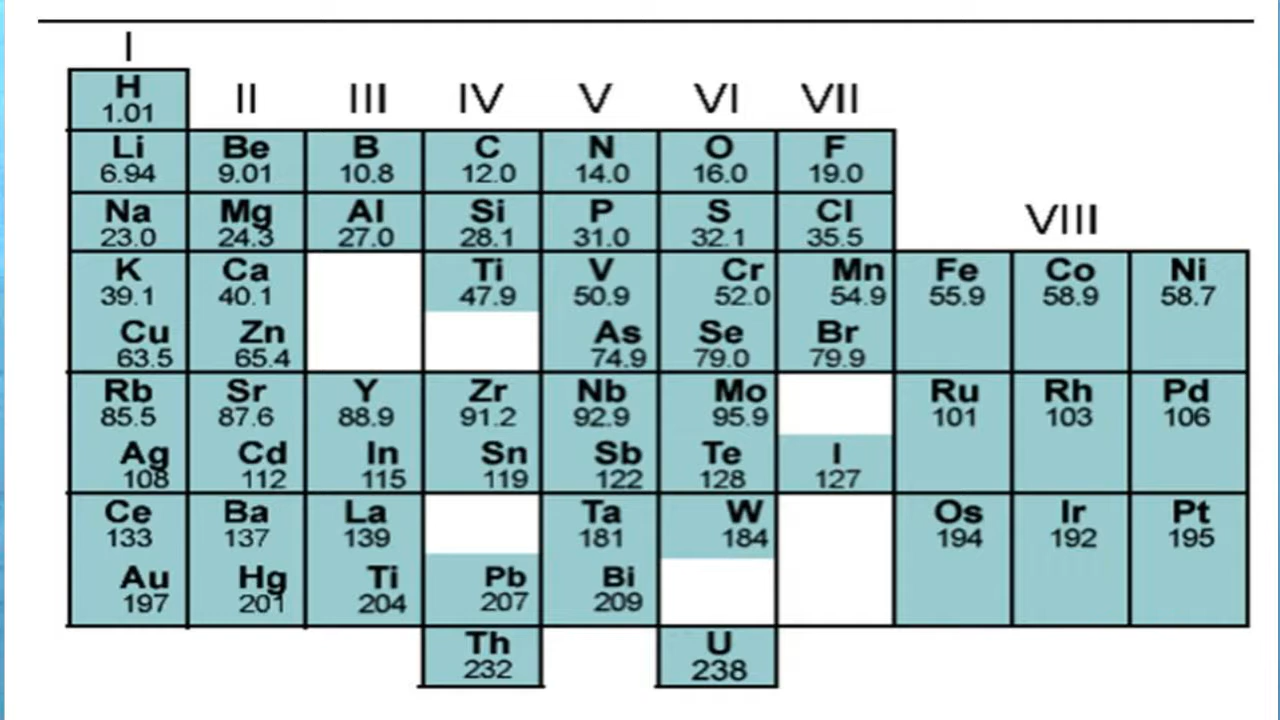 I
H II III IV V VI VII
1.01
Li Be B C N O F
6.94 9.01 10.8 12.0 14.0 16.0 19.0
Na Mg Al Si P S Cl VIII
23.0 24.3 27.0 28.1 31.0 32.1 35.5
K Ca Ti V Cr Mn Fe Co Ni
39.1 40.1 47.9 50.9 52.0 54.9 55.9 58.9 58.7
Cu Zn As Se Br
63.5 65.4 74.9 79.0 79.9
Rb Sr Y Zr Nb Mo Ru Rh Pd
85.5 87.6 88.9 91.2 92.9 95.9 101 103 106
Ag Cd In Sn Sb Te I
108 112 115 119 122 128 127
Ce Ba La Ta W Os Ir Pt
133 137 139 181 184 194 192 195
Au Hg Ti Pb Bi
197 201 204 207 209
Th U
232 238